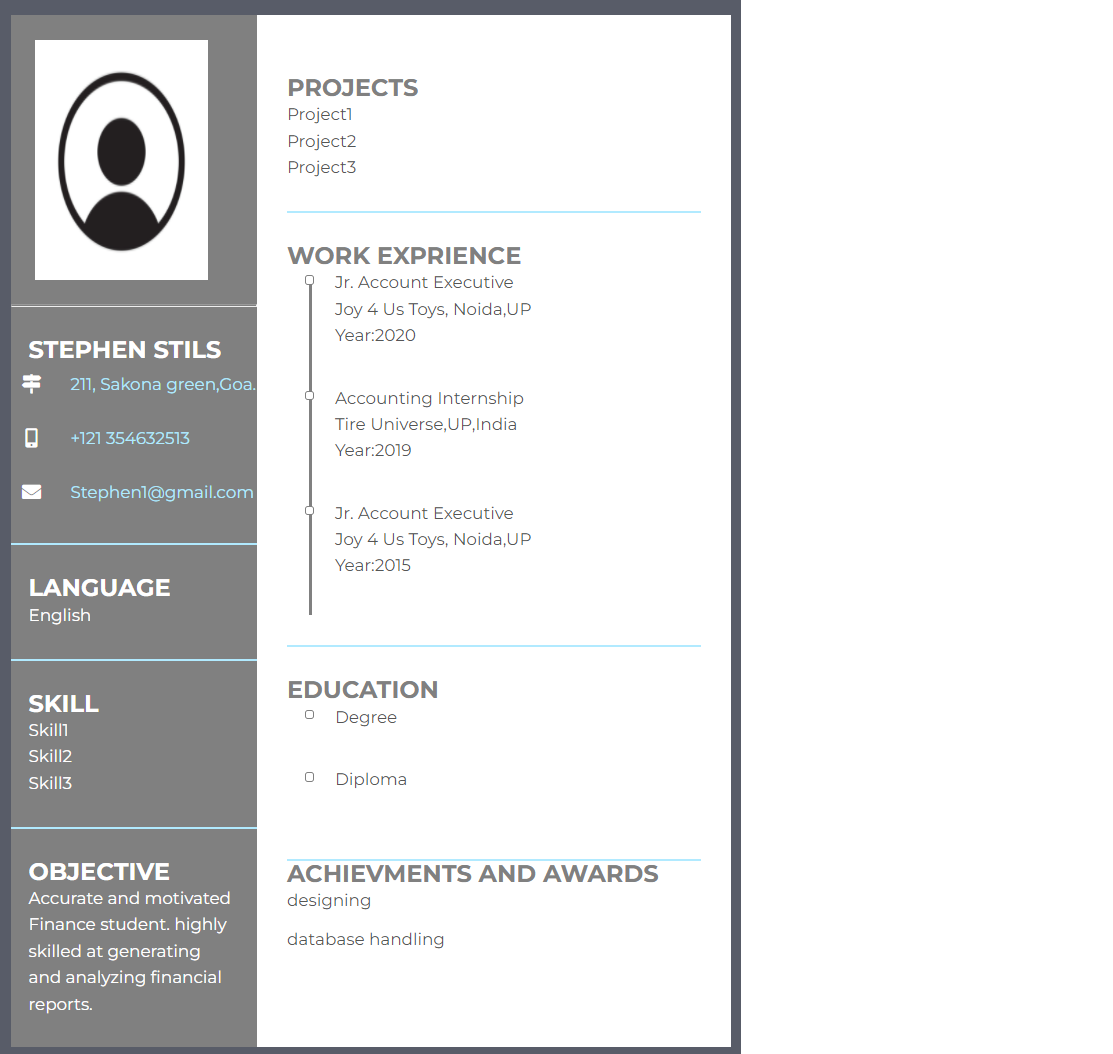 STEPHEN STILS
211, Sakona green,Goa.
+121 354632513
Stephen1@gmail.com
LANGUAGE
English
SKILL
Skill1
Skill2
Skill3
OBJECTIVE
Accurate and motivated
Finance student. highly
skilled at generating
and analyzing financial
reports.
PROJECTS
Project1
Project2
Project3
WORK EXPRIENCE
Jr. Account Executive
Joy 4 Us Toys, Noida,UP
Year:2020
Accounting Internship
Tire Universe,UP,India
Year:2019
Jr. Account Executive
Joy 4 Us Toys, Noida,UP
Year:2015
EDUCATION
Degree
Diploma
ACHIEVMENTS AND AWARDS
designing
database handling